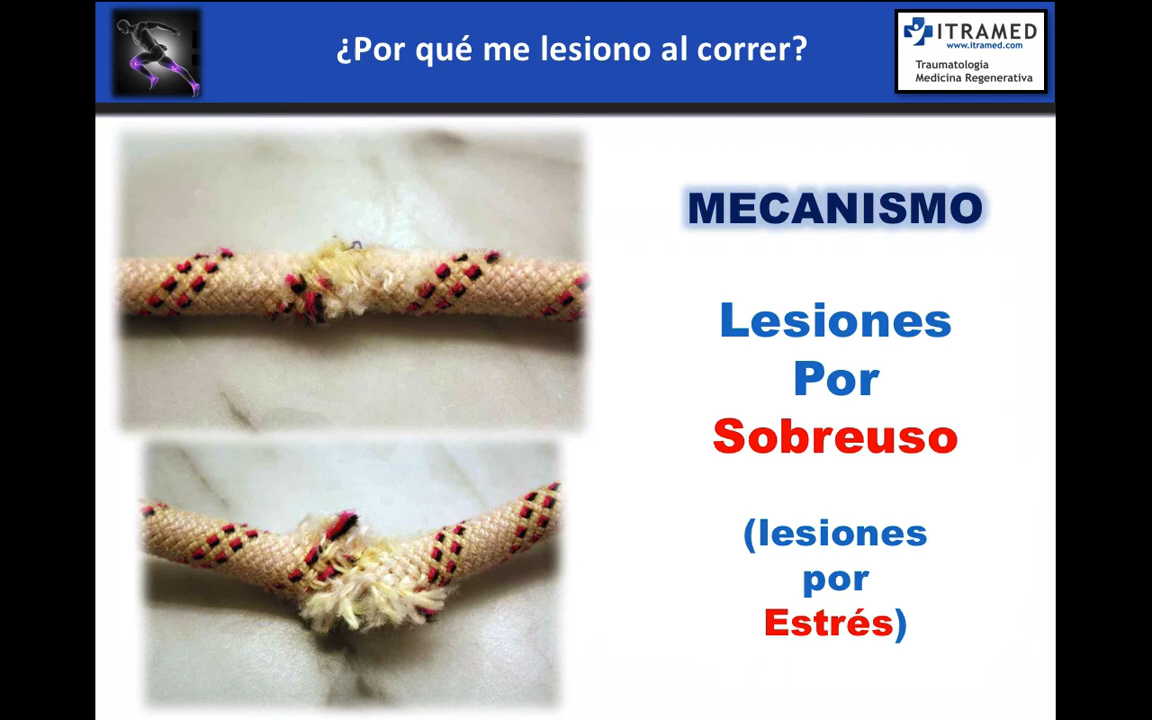 ¿Por qué me lesiono al correr?
ITRAMED
www.itramed.com
Traumatología
Medicina Regenerativa
MECANISMO
Lesiones
Por
Sobreuso
(lesiones
por
Estrés)